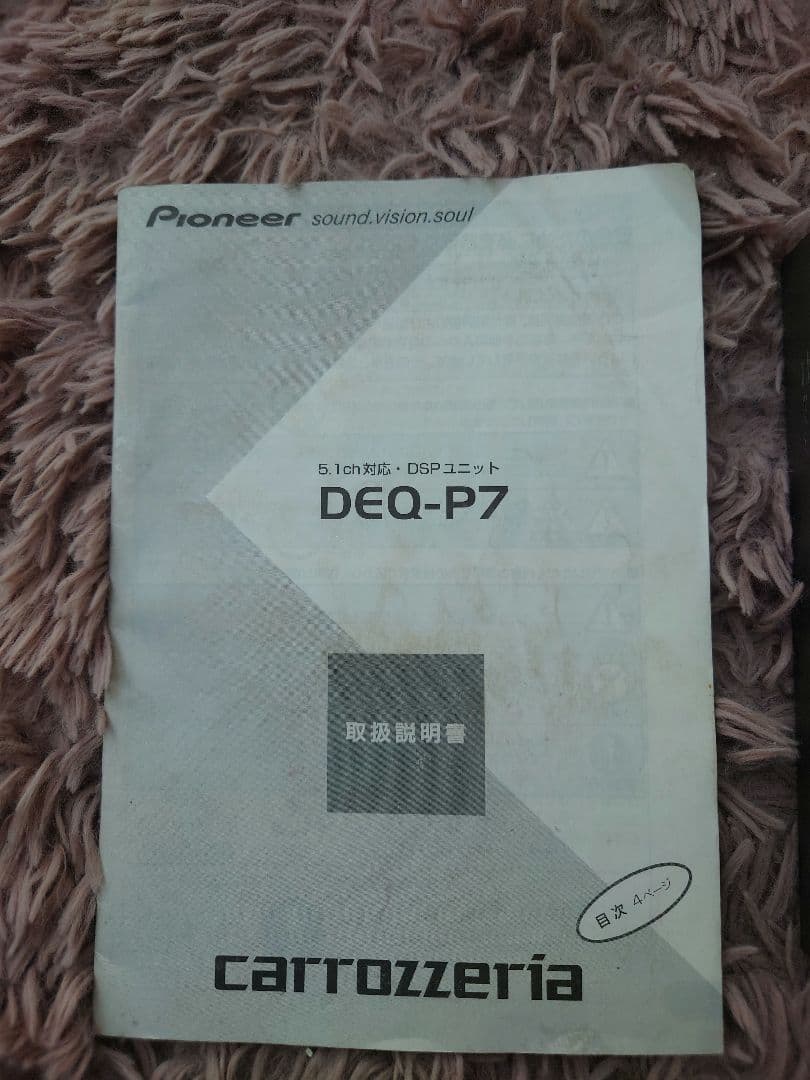 Pioneer sound.vision.soul
5.1ch対応・DSPユニット
DEQ-P7
取扱説明書
目次 4ページ
carrozzeria